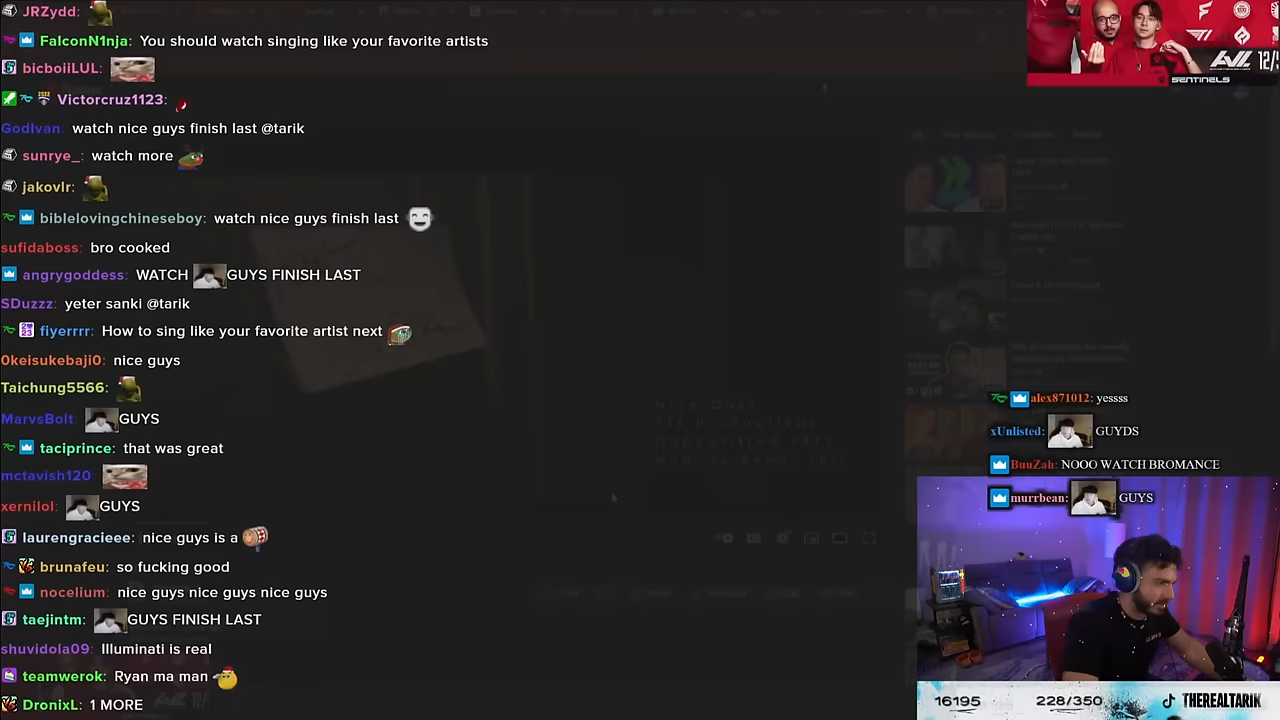 JRZydd:
FalconN1nja: You should watch singing like your favorite artists
bicboiiLUL:
Victorcruz1123:
GodIvan: watch nice guys finish last @tarik
sunrye_: watch more
jakovlr:
biblelovingchineseboy: watch nice guys finish last
sufidaboss: bro cooked
angrygoddess: WATCH GUYS FINISH LAST
SDuzzz: yeter sanki @tarik
fiyerrrr: How to sing like your favorite artist next
0keisukebaji0: nice guys
Taichung5566:
MarvsBolt: GUYS
taciprince: that was great
mctavish120:
xernilol: GUYS
laurengracieee: nice guys is a
brunafeu: so fucking good
nocelium: nice guys nice guys nice guys
taejintm: GUYS FINISH LAST
shuvidola09: Illuminati is real
teamwerok: Ryan ma man
DronixL: 1 MORE
SENTINELS
alex871012: yessss
xUnlisted: GUYDS
BuuZah: NOOO WATCH BROMANCE
murrbean: GUYS
16195
228/350
THEREALTARIK